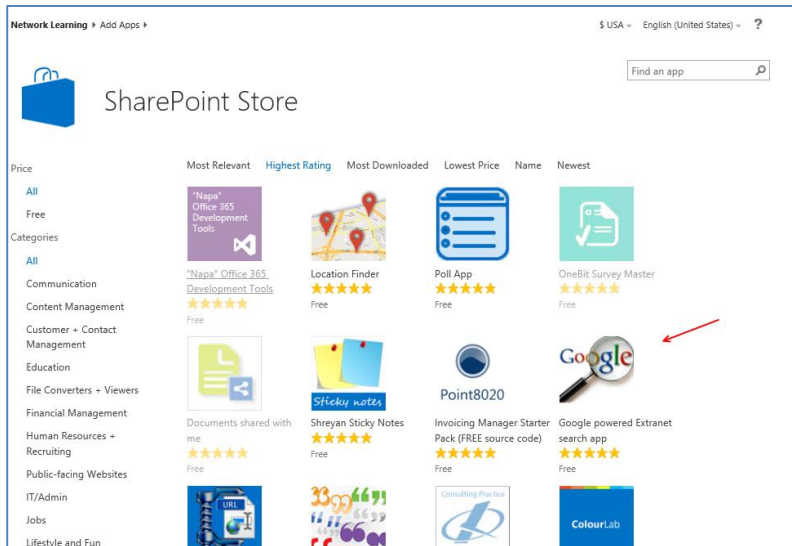 Network Learning ▸ Add Apps ▸
$ USA
English (United States)
?
Find an app
SharePoint Store
Price
All
Free
Categories
All
Communication
Content Management
Customer + Contact
Management
Education
File Converters + Viewers
Financial Management
Human Resources +
Recruiting
Public-facing Websites
IT/Admin
Jobs
Lifestyle and Fun
Most Relevant Highest Rating Most Downloaded Lowest Price Name Newest
"Napa"
Office 365
Development
Tools
"Napa" Office 365
Development Tools
Free
Location Finder
Free
Poll App
Free
OneBit Survey Master
Free
Documents shared with
me
Free
Sticky notes
Shreyan Sticky Notes
Free
Point8020
Invoicing Manager Starter
Pack (FREE source code)
Free
Google
Google powered Extranet
search app
Free
URL
Consulting Practice
ColourLab